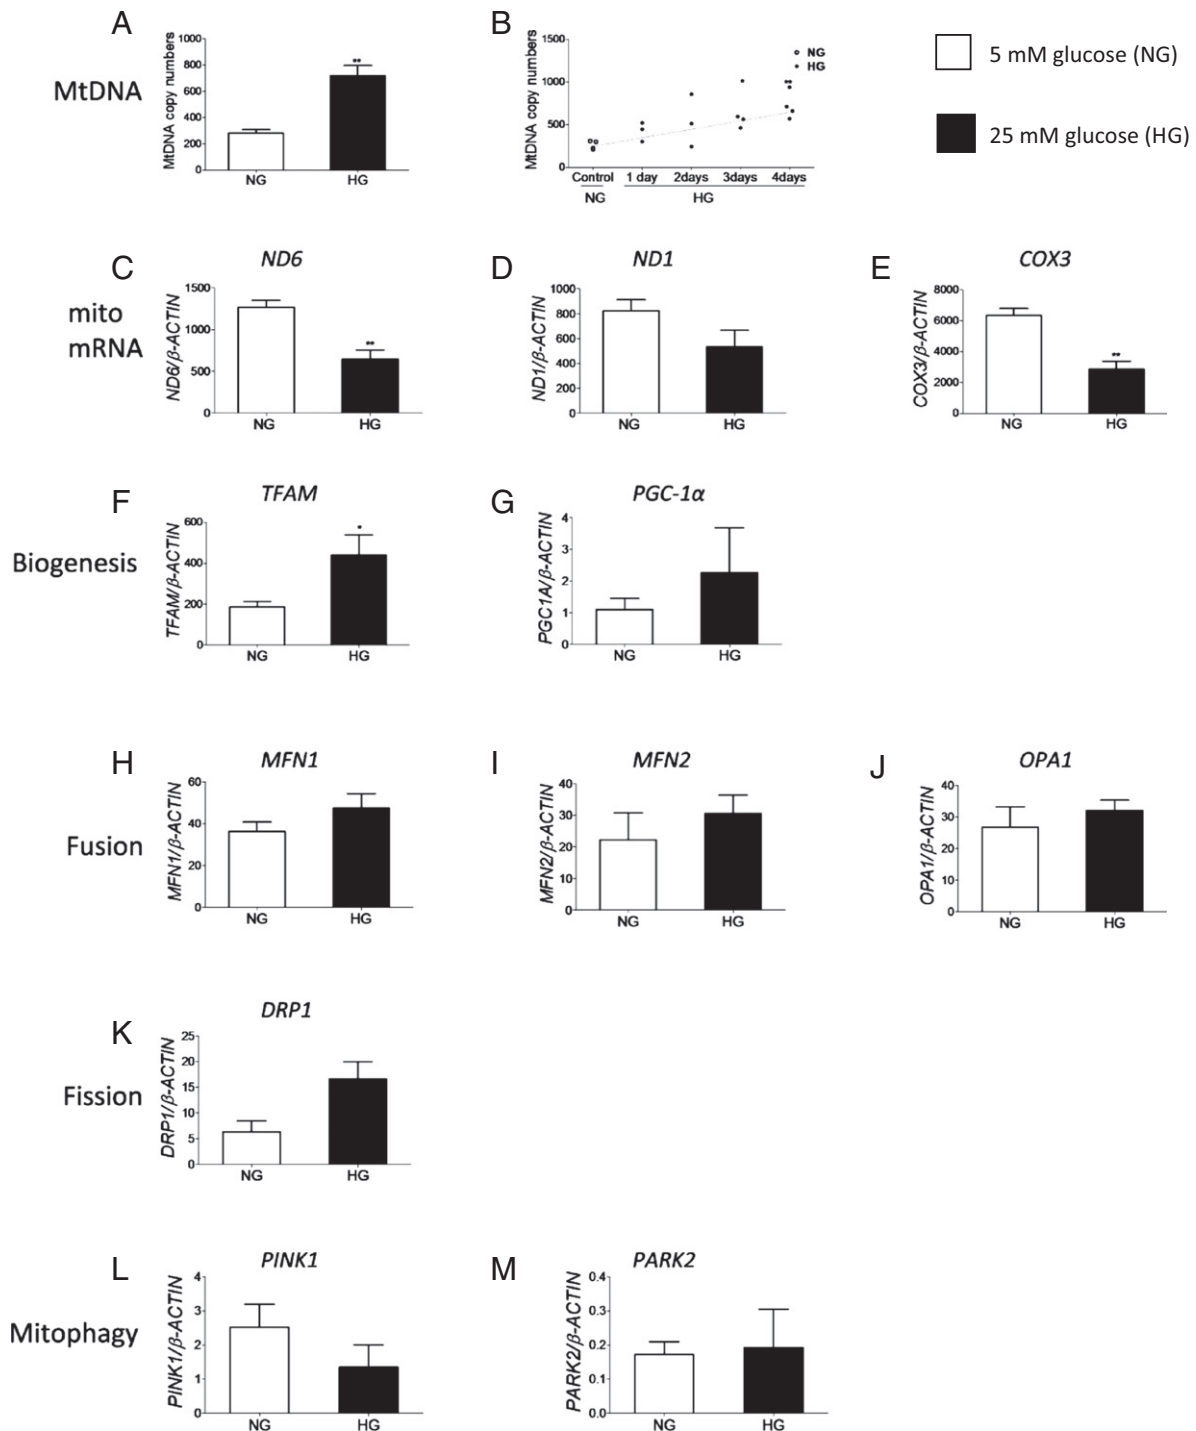 A
B
MtDNA
MtDNA copy numbers
1000
800
600
400
200
0
**
NG
HG
MtDNA copy numbers
1500
1000
500
0
NG
HG
Control
1 day
2days
3days
4days
NG
HG
5 mM glucose (NG)
25 mM glucose (HG)
C
ND6
D
ND1
E
COX3
mito
mRNA
ND6/β-ACTIN
1500
1000
500
0
**
NG
HG
ND1/β-ACTIN
1000
800
600
400
200
0
NG
HG
COX3/β-ACTIN
8000
6000
4000
2000
0
**
NG
HG
F
TFAM
G
PGC-1α
Biogenesis
TFAM/β-ACTIN
600
400
200
0
*
NG
HG
PGC1A/β-ACTIN
4
3
2
1
0
NG
HG
H
MFN1
I
MFN2
J
OPA1
Fusion
MFN1/β-ACTIN
60
40
20
0
NG
HG
MFN2/β-ACTIN
40
30
20
10
0
NG
HG
OPA1/β-ACTIN
40
30
20
10
0
NG
HG
K
DRP1
Fission
DRP1/β-ACTIN
25
20
15
10
5
0
NG
HG
L
PINK1
M
PARK2
Mitophagy
PINK1/β-ACTIN
4
3
2
1
0
NG
HG
PARK2/β-ACTIN
0.4
0.3
0.2
0.1
0.0
NG
HG